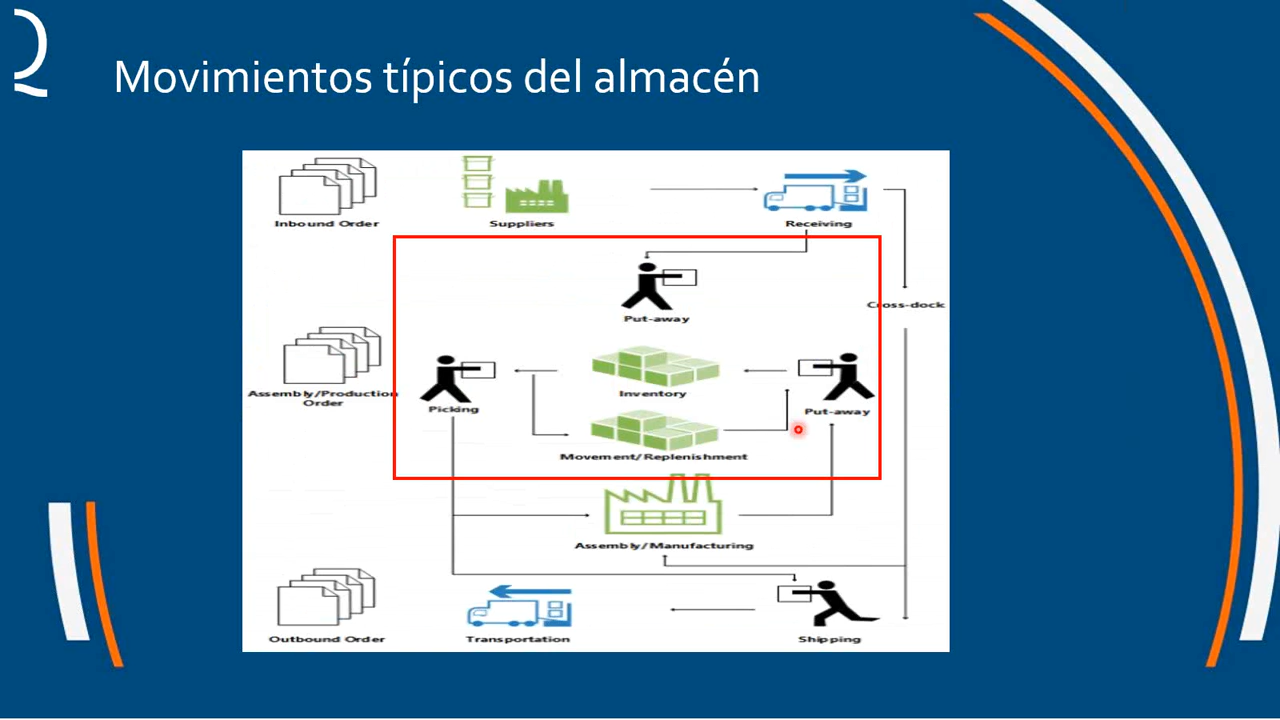 Movimientos típicos del almacén
Inbound Order
Suppliers
Receiving
Put-away
Cross-dock
Assembly/Production
Order
Picking
Inventory
Put-away
Movement/Replenishment
Assembly/Manufacturing
Outbound Order
Transportation
Shipping